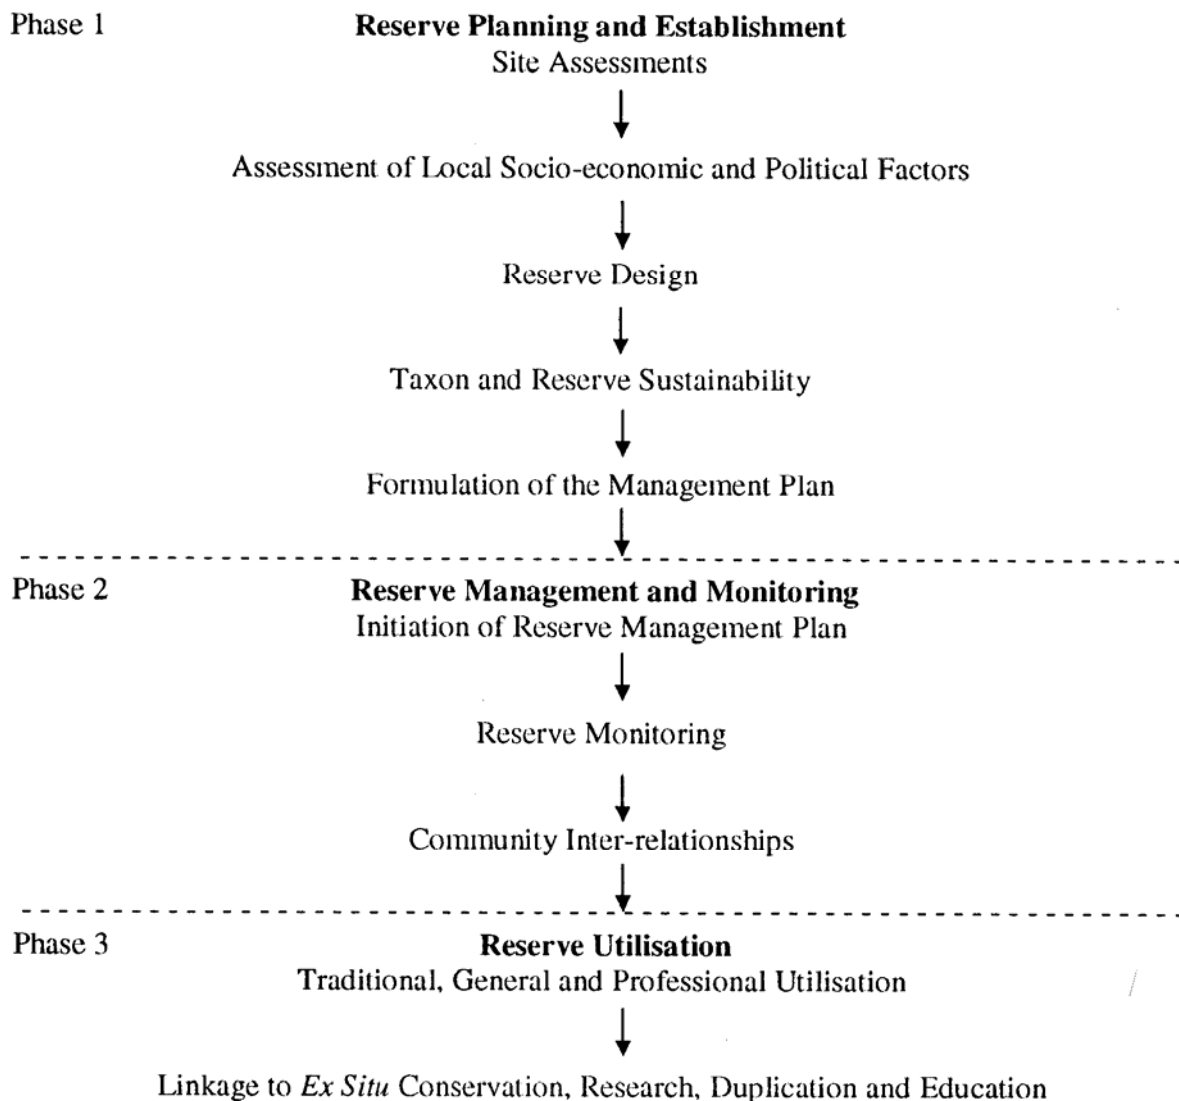 Phase 1 Reserve Planning and Establishment
Site Assessments
Assessment of Local Socio-economic and Political Factors
Reserve Design
Taxon and Reserve Sustainability
Formulation of the Management Plan
Phase 2 Reserve Management and Monitoring
Initiation of Reserve Management Plan
Reserve Monitoring
Community Inter-relationships
Phase 3 Reserve Utilisation
Traditional, General and Professional Utilisation
Linkage to Ex Situ Conservation, Research, Duplication and Education